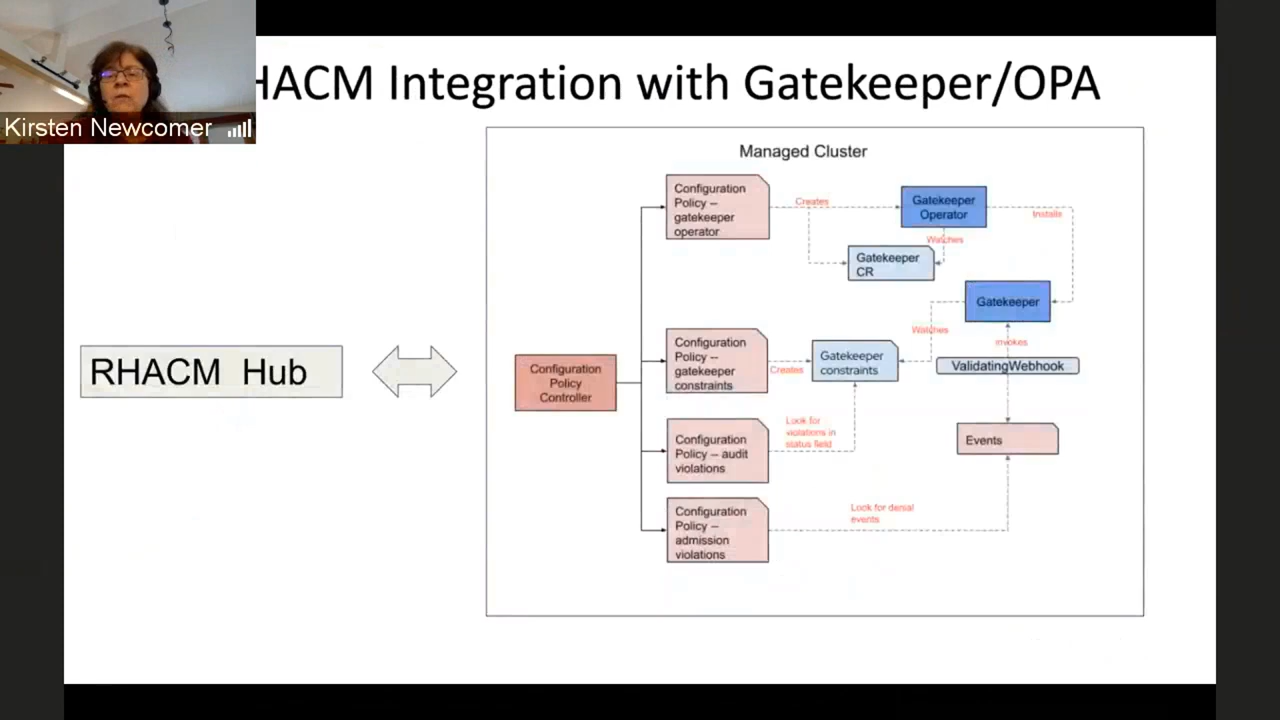 HACM Integration with Gatekeeper/OPA
Kirsten Newcomer
Managed Cluster
Configuration
Policy –
gatekeeper
operator
Creates
Gatekeeper
Operator
Installs
Watches
Gatekeeper
CR
Gatekeeper
Watches
invokes
ValidatingWebhook
RHACM Hub
Configuration
Policy
Controller
Configuration
Policy –
gatekeeper
constraints
Creates
Gatekeeper
constraints
Look for
violations in
status field
Configuration
Policy – audit
violations
Events
Configuration
Policy –
admission
violations
Look for denial
events